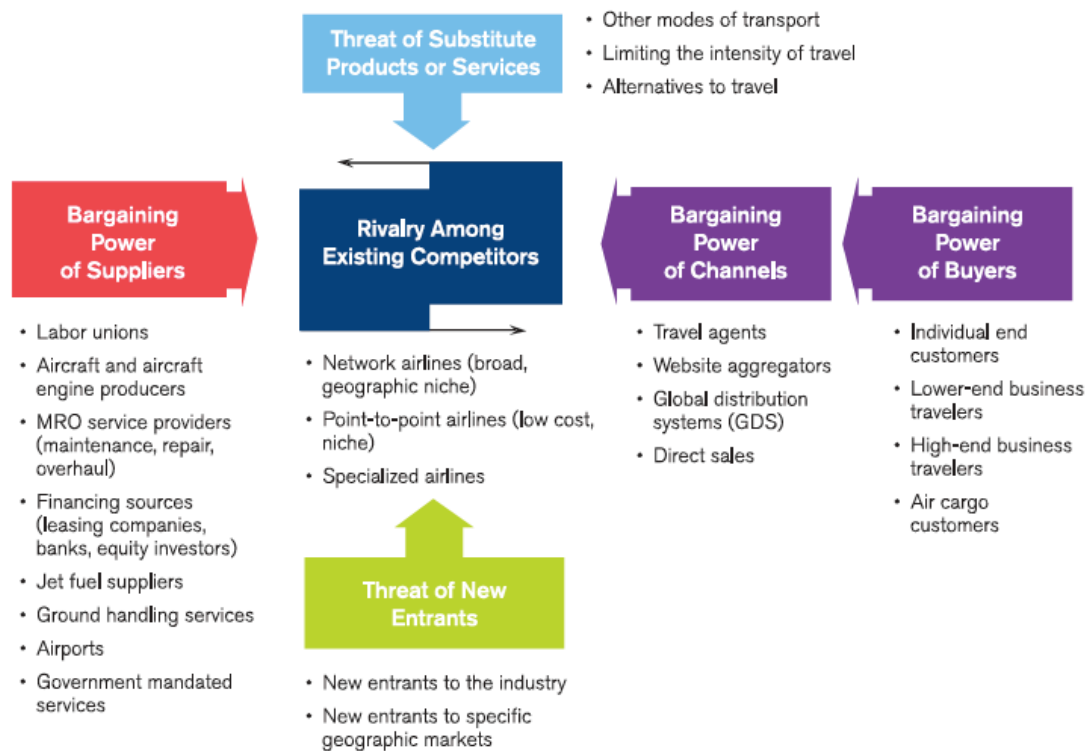 Threat of Substitute
Products or Services
• Other modes of transport
• Limiting the intensity of travel
• Alternatives to travel
Bargaining
Power
of Suppliers
• Labor unions
• Aircraft and aircraft
engine producers
• MRO service providers
(maintenance, repair,
overhaul)
• Financing sources
(leasing companies,
banks, equity investors)
• Jet fuel suppliers
• Ground handling services
• Airports
• Government mandated
services
Rivalry Among
Existing Competitors
• Network airlines (broad,
geographic niche)
• Point-to-point airlines (low cost,
niche)
• Specialized airlines
Bargaining
Power
of Channels
• Travel agents
• Website aggregators
• Global distribution
systems (GDS)
• Direct sales
Bargaining
Power
of Buyers
• Individual end
customers
• Lower-end business
travelers
• High-end business
travelers
• Air cargo
customers
Threat of New
Entrants
• New entrants to the industry
• New entrants to specific
geographic markets